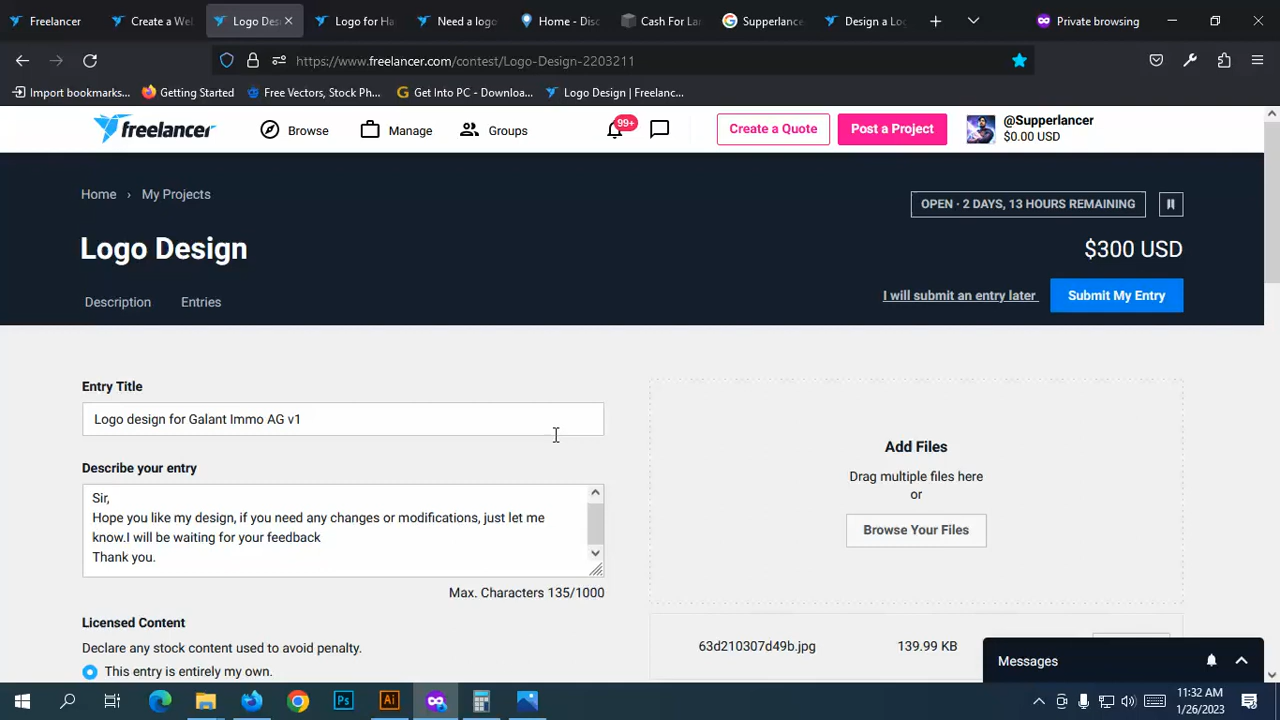 Freelancer
Create a Wel
Logo Des
Logo for Ha
Need a logo
Home - Disc
Cash For La
Supperlance
Design a Lo
Private browsing
https://www.freelancer.com/contest/Logo-Design-2203211
Import bookmarks...
Getting Started
Free Vectors, Stock Ph...
Get Into PC - Downloa...
Logo Design | Freelanc...
freelancer
Browse
Manage
Groups
99+
Create a Quote
Post a Project
@Supperlancer
$0.00 USD
Home › My Projects
OPEN · 2 DAYS, 13 HOURS REMAINING
Logo Design
$300 USD
Description
Entries
I will submit an entry later
Submit My Entry
Entry Title
Logo design for Galant Immo AG v1
Describe your entry
Sir,
Hope you like my design, if you need any changes or modifications, just let me
know.I will be waiting for your feedback
Thank you.
Max. Characters 135/1000
Licensed Content
Declare any stock content used to avoid penalty.
This entry is entirely my own.
Add Files
Drag multiple files here
or
Browse Your Files
63d210307d49b.jpg
139.99 KB
Messages
Ps
Ai
11:32 AM
1/26/2023